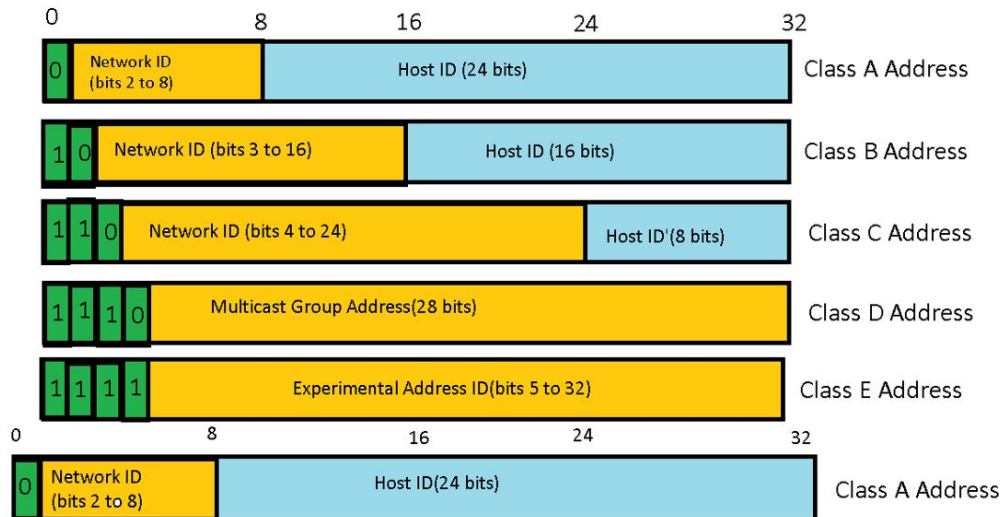 0 8 16 24 32
0 Network ID Host ID (24 bits) Class A Address
(bits 2 to 8)
1 0 Network ID (bits 3 to 16) Host ID (16 bits) Class B Address
1 1 0 Network ID (bits 4 to 24) Host ID'(8 bits) Class C Address
1 1 1 0 Multicast Group Address(28 bits) Class D Address
1 1 1 1 Experimental Address ID(bits 5 to 32) Class E Address
0 8 16 24 32
0 Network ID Host ID(24 bits) Class A Address
(bits 2 to 8)